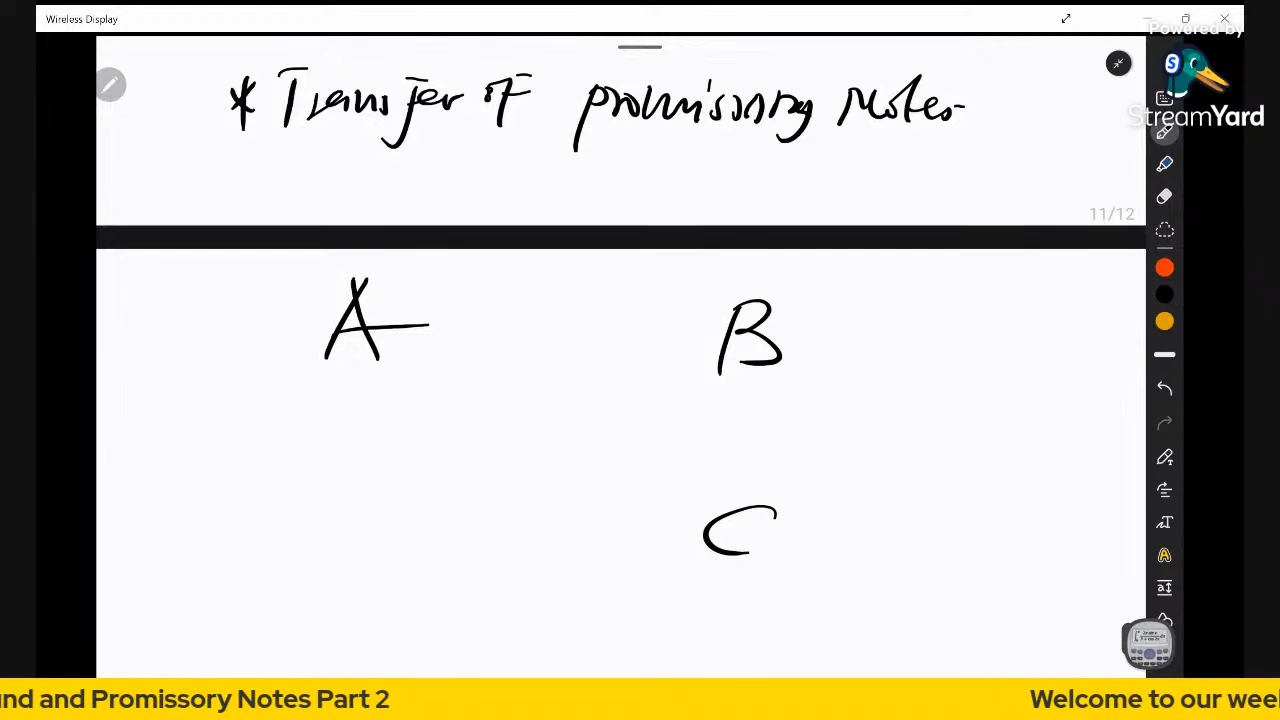 Wireless Display
Powered by
StreamYard
* Transfer of promissory Notes
11/12
A B
C
und and Promissory Notes Part 2 Welcome to our weel